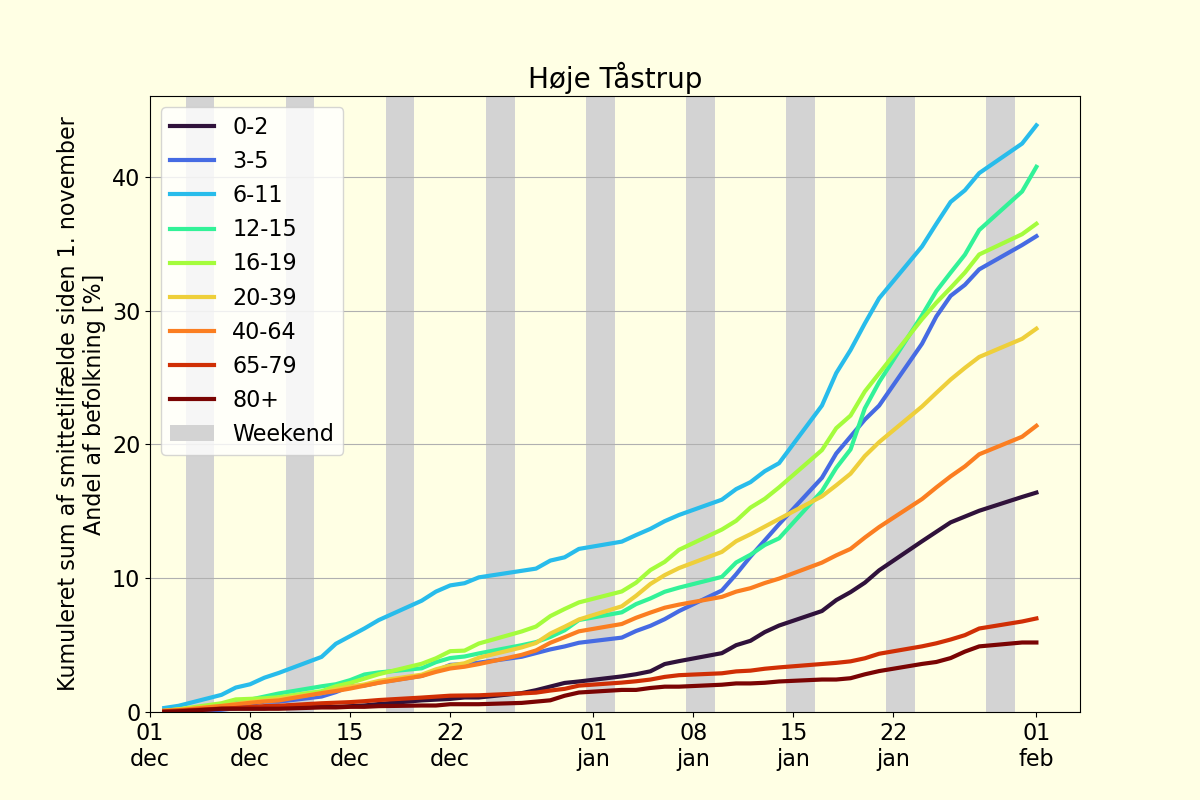 Høje Tåstrup
Kumuleret sum af smittetilfælde siden 1. november
Andel af befolkning [%]
40
30
20
10
0
0-2
3-5
6-11
12-15
16-19
20-39
40-64
65-79
80+
Weekend
01 08 15 22 01 08 15 22 01
dec dec dec dec jan jan jan jan feb